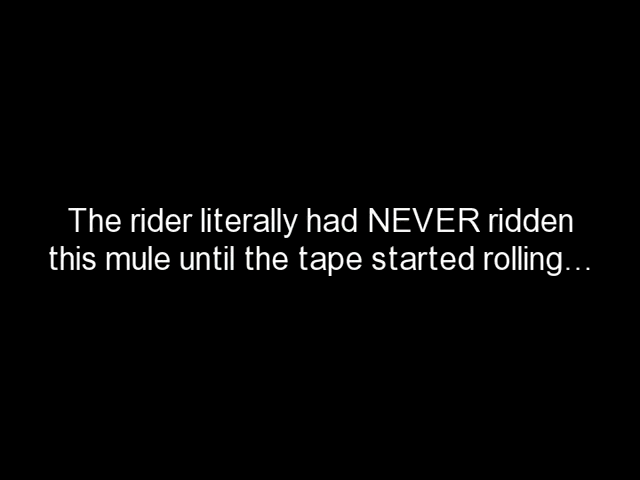 The rider literally had NEVER ridden
this mule until the tape started rolling...